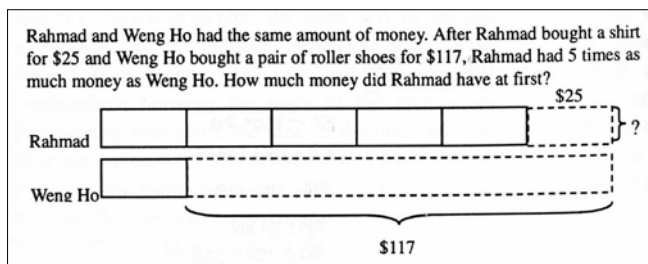 Rahmad and Weng Ho had the same amount of money. After Rahmad bought a shirt
for $25 and Weng Ho bought a pair of roller shoes for $117, Rahmad had 5 times as
much money as Weng Ho. How much money did Rahmad have at first?
$25
Rahmad
?
Weng Ho
$117